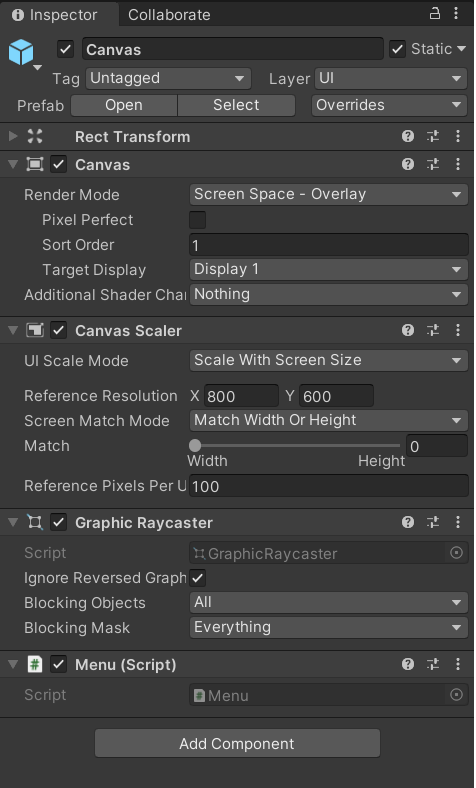 Inspector Collaborate
Canvas Static
Tag Untagged Layer UI
Prefab Open Select Overrides
Rect Transform
Canvas
Render Mode Screen Space - Overlay
Pixel Perfect
Sort Order 1
Target Display Display 1
Additional Shader Chan Nothing
Canvas Scaler
UI Scale Mode Scale With Screen Size
Reference Resolution X 800 Y 600
Screen Match Mode Match Width Or Height
Match 0
Width Height
Reference Pixels Per U 100
Graphic Raycaster
Script GraphicRaycaster
Ignore Reversed Graph
Blocking Objects All
Blocking Mask Everything
# Menu (Script)
Script # Menu
Add Component